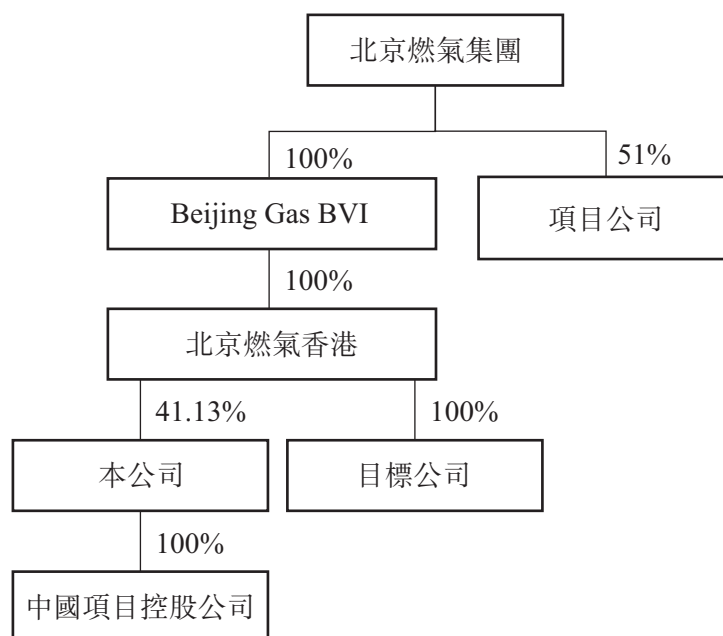 北京燃氣集團
100%
51%
Beijing Gas BVI
項目公司
100%
北京燃氣香港
41.13%
100%
本公司
目標公司
100%
中國項目控股公司